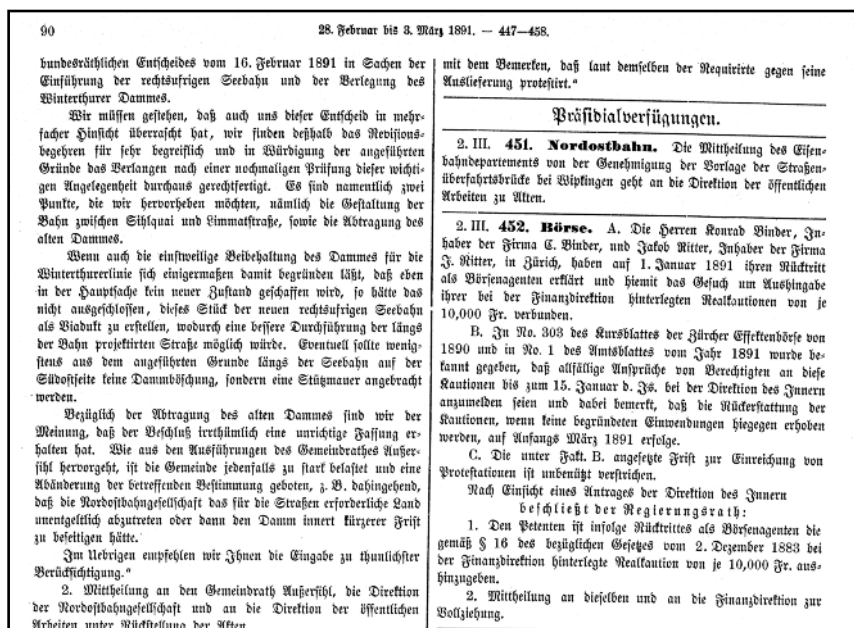 90
28. Februar bis 3. März 1891. — 447—458.
bundesräthlichen Entscheides vom 16. Februar 1891 in Sachen der
Einführung der rechtsufrigen Seebahn und der Verlegung des
Winterthurer Dammes.
Wir müssen gestehen, daß auch uns dieser Entscheid in mehr-
facher Hinsicht überrascht hat, wir finden deßhalb das Revisions-
begehren für sehr begreiflich und in Würdigung der angeführten
Gründe das Verlangen nach einer nochmaligen Prüfung dieser wichti-
gen Angelegenheit durchaus gerechtfertigt. Es sind namentlich zwei
Punkte, die wir hervorheben möchten, nämlich die Gestaltung der
Bahn zwischen Sihlquai und Limmatstraße, sowie die Abtragung des
alten Dammes.
Wenn auch die einstweilige Beibehaltung des Dammes für die
Winterthurerlinie sich einigermaßen damit begründen läßt, daß eben
in der Hauptsache kein neuer Zustand geschaffen wird, so hätte das
nicht ausgeschlossen, dieses Stück der neuen rechtsufrigen Seebahn
als Viadukt zu erstellen, wodurch eine bessere Durchführung der längs
der Bahn projektirten Straße möglich würde. Eventuell sollte wenig-
stens aus dem angeführten Grunde längs der Seebahn auf der
Südostseite keine Dammböschung, sondern eine Stützmauer angebracht
werden.
Bezüglich der Abtragung des alten Dammes sind wir der
Meinung, daß der Beschluß irrthümlich eine unrichtige Fassung er-
halten hat. Wie aus den Ausführungen des Gemeindrathes Außer-
sihl hervorgeht, ist die Gemeinde jedenfalls zu stark belastet und eine
Abänderung der betreffenden Bestimmung geboten, z. B. dahingehend,
daß die Nordostbahngesellschaft das für die Straßen erforderliche Land
unentgeltlich abzutreten oder dann den Damm innert kürzerer Frist
zu beseitigen hätte.
Im Uebrigen empfehlen wir Ihnen die Eingabe zu thunlichster
Berücksichtigung."
2. Mittheilung an den Gemeindrath Außersihl, die Direktion
der Nordostbahngesellschaft und an die Direktion der öffentlichen
Arbeiten unter Rückstellung der Akten.
mit dem Bemerken, daß laut demselben der Requirirte gegen seine
Auslieferung protestirt."
Präsidialverfügungen.
2. III. 451. Nordostbahn. Die Mittheilung des Eisen-
bahndepartements von der Genehmigung der Vorlage der Straßen-
überfahrtsbrücke bei Wipkingen geht an die Direktion der öffentlichen
Arbeiten zu Akten.
2. III. 452. Börse. A. Die Herren Konrad Binder, In-
haber der Firma C. Binder, und Jakob Ritter, Inhaber der Firma
J. Ritter, in Zürich, haben auf 1. Januar 1891 ihren Rücktritt
als Börsenagenten erklärt und hiemit das Gesuch um Aushingabe
ihrer bei der Finanzdirektion hinterlegten Realkautionen von je
10,000 Fr. verbunden.
B. In No. 303 des Kursblattes der Zürcher Effektenbörse von
1890 und in No. 1 des Amtsblattes vom Jahr 1891 wurde be-
kannt gegeben, daß allfällige Ansprüche von Berechtigten an diese
Kautionen bis zum 15. Januar d. Js. bei der Direktion des Innern
anzumelden seien und dabei bemerkt, daß die Rückerstattung der
Kautionen, wenn keine begründeten Einwendungen hiegegen erhoben
werden, auf Anfangs März 1891 erfolge.
C. Die unter Fakt. B. angesetzte Frist zur Einreichung von
Protestationen ist unbenützt verstrichen.
Nach Einsicht eines Antrages der Direktion des Innern
beschließt der Regierungsrath:
1. Den Petenten ist infolge Rücktrittes als Börsenagenten die
gemäß § 16 des bezüglichen Gesetzes vom 2. Dezember 1883 bei
der Finanzdirektion hinterlegte Realkaution von je 10,000 Fr. aus-
hinzugeben.
2. Mittheilung an dieselben und an die Finanzdirektion zur
Vollziehung.